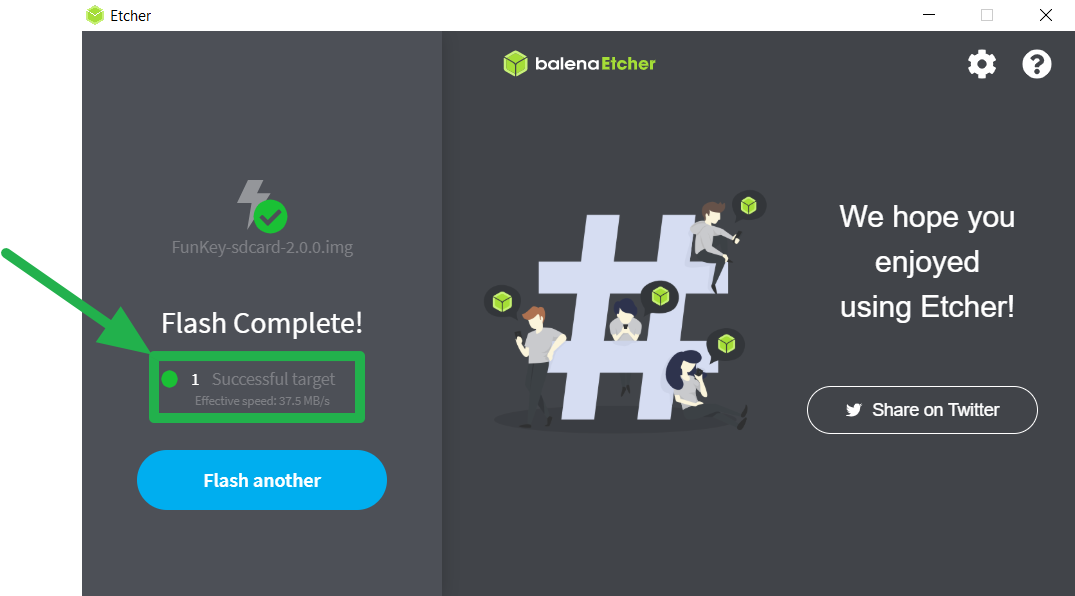 Etcher
balenaEtcher
FunKey-sdcard-2.0.0.img
Flash Complete!
1 Successful target
Effective speed: 37.5 MB/s
Flash another
We hope you
enjoyed
using Etcher!
Share on Twitter